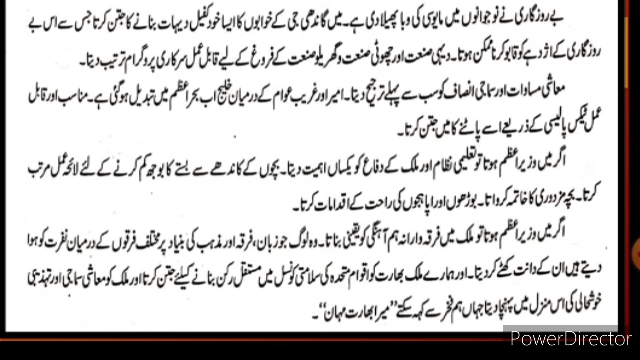 بے روزگاری نے نوجوانوں میں مایوسی کی وبا پھیلا دی ہے۔ میں گاندھی جی کے خوابوں کا ایسا خود کفیل دیہات بنانے کا جتن کرتا جس سے اس بے
روزگاری کے اژدہے کو قابو کرنا ممکن ہوتا۔ دیہی صنعت اور چھوٹی صنعت و گھریلو صنعت کے فروغ کے لیے قابل عمل سرکاری پروگرام ترتیب دیتا۔
معاشی مساوات اور سماجی انصاف کو سب سے پہلے ترجیح دیتا۔ امیر اور غریب عوام کے درمیان خلیج اب بحر اعظم میں تبدیل ہو گئی ہے۔ مناسب اور قابل
عمل ٹیکس پالیسی کے ذریعے اسے پاٹنے کا میں جتن کرتا۔
اگر میں وزیر اعظم ہوتا تو تعلیمی نظام اور ملک کے دفاع کو یکساں اہمیت دیتا۔ بچوں کے کاندھے سے بستے کا بوجھ کم کرنے کے لئے لائحہ عمل مرتب
کرتا۔ بچہ مزدوری کا خاتمہ کرواتا۔ بوڑھوں اور اپاہجوں کی راحت کے اقدامات کرتا۔
اگر میں وزیر اعظم ہوتا تو ملک میں فرقہ وارانہ ہم آہنگی کو یقینی بناتا۔ وہ لوگ جو زبان، فرقہ اور مذہب کی بنیاد پر مختلف فرقوں کے درمیان نفرت کو ہوا
دیتے ہیں ان کے دانت کھٹے کر دیتا۔ اور ہمارے ملک بھارت کو اقوام متحدہ کی سلامتی کونسل میں مستقل رکن بنانے کیلئے جتن کرتا اور ملک کو معاشی سماجی اور تہذیبی
خوشحالی کی اس منزل میں پہنچا دیتا جہاں ہم فخر سے کہہ سکتے ”میرا بھارت مہان“۔
PowerDirector